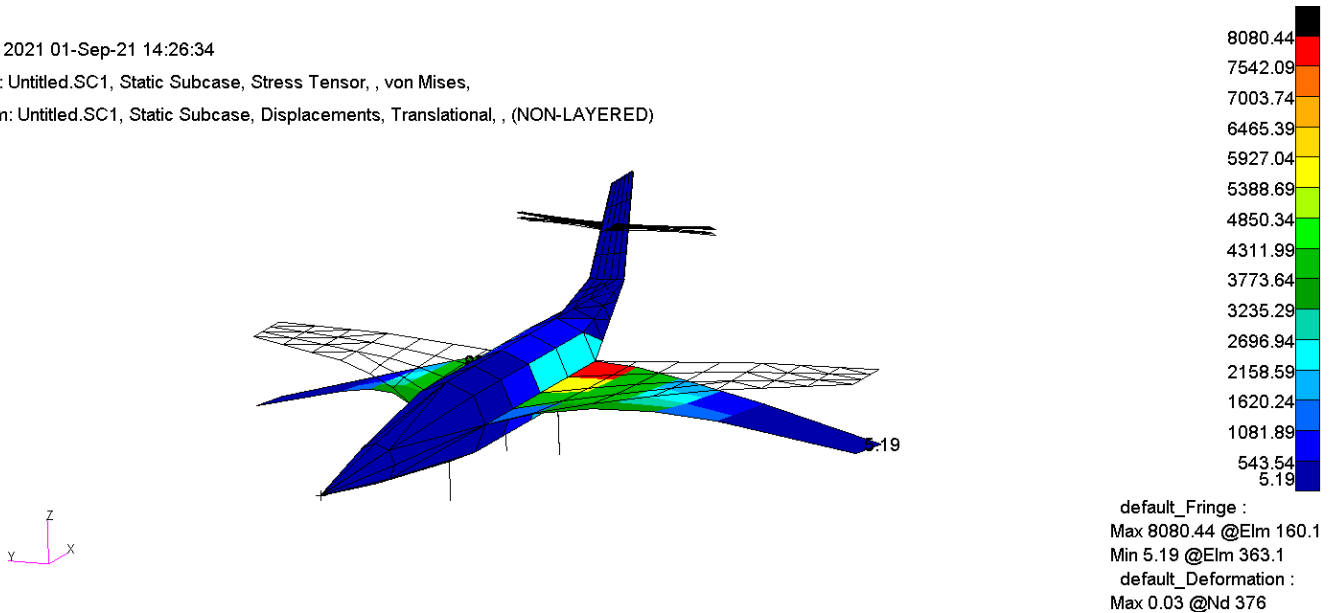 2021 01-Sep-21 14:26:34
: Untitled.SC1, Static Subcase, Stress Tensor, , von Mises,
m: Untitled.SC1, Static Subcase, Displacements, Translational, , (NON-LAYERED)
8080.44
7542.09
7003.74
6465.39
5927.04
5388.69
4850.34
4311.99
3773.64
3235.29
2696.94
2158.59
1620.24
1081.89
543.54
5.19
5.19
Z
Y
X
default_Fringe :
Max 8080.44 @Elm 160.1
Min 5.19 @Elm 363.1
default_Deformation :
Max 0.03 @Nd 376